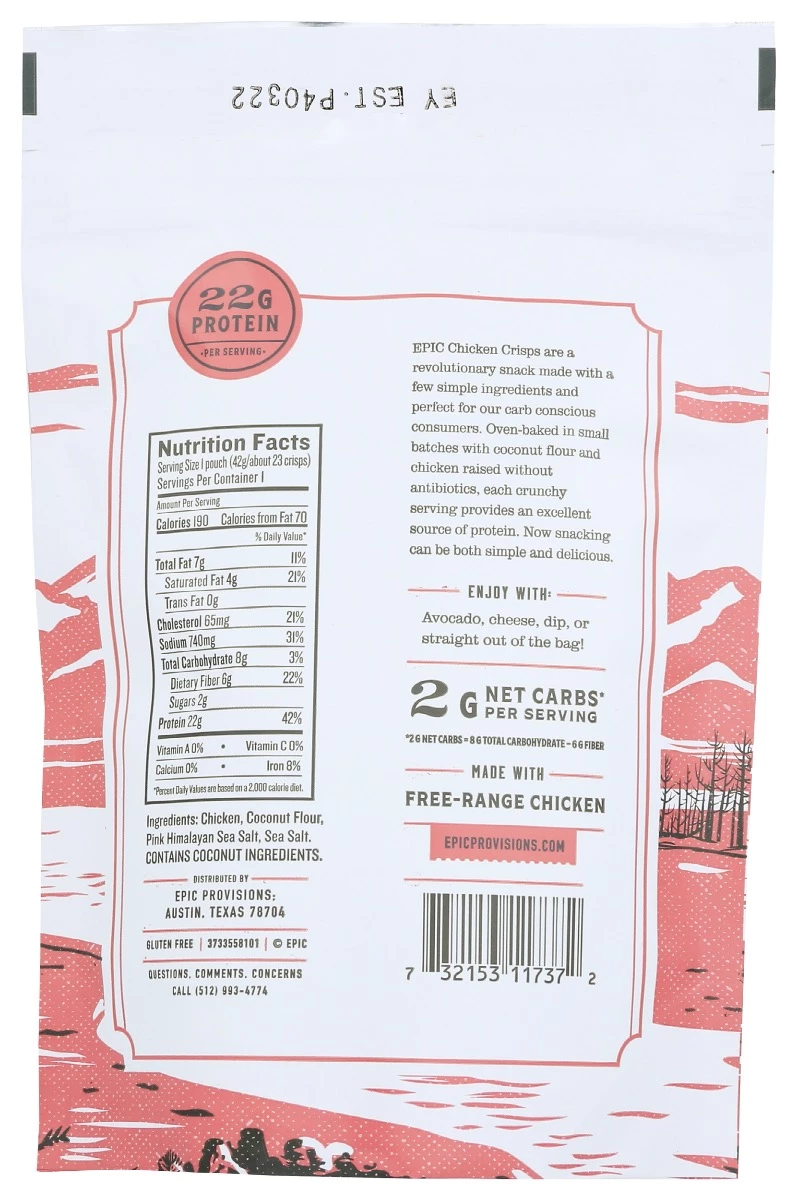 EY EST. P40322
22G
PROTEIN
·PER SERVING·
Nutrition Facts
Serving Size 1 pouch (42g/about 23 crisps)
Servings Per Container 1
Amount Per Serving
Calories 190 Calories from Fat 70
% Daily Value*
Total Fat 7g 11%
Saturated Fat 4g 21%
Trans Fat 0g
Cholesterol 65mg 21%
Sodium 740mg 31%
Total Carbohydrate 8g 3%
Dietary Fiber 6g 22%
Sugars 2g
Protein 22g 42%
Vitamin A 0% • Vitamin C 0%
Calcium 0% • Iron 8%
*Percent Daily Values are based on a 2,000 calorie diet.
Ingredients: Chicken, Coconut Flour,
Pink Himalayan Sea Salt, Sea Salt.
CONTAINS COCONUT INGREDIENTS.
DISTRIBUTED BY
EPIC PROVISIONS:
AUSTIN, TEXAS 78704
GLUTEN FREE | 3733558101 | © EPIC
QUESTIONS, COMMENTS, CONCERNS
CALL (512) 993-4774
EPIC Chicken Crisps are a
revolutionary snack made with a
few simple ingredients and
perfect for our carb conscious
consumers. Oven-baked in small
batches with coconut flour and
chicken raised without
antibiotics, each crunchy
serving provides an excellent
source of protein. Now snacking
can be both simple and delicious.
ENJOY WITH:
Avocado, cheese, dip, or
straight out of the bag!
2 G NET CARBS*
PER SERVING
*2 G NET CARBS = 8 G TOTAL CARBOHYDRATE – 6 G FIBER
MADE WITH
FREE-RANGE CHICKEN
EPICPROVISIONS.COM
7 32153 11737 2